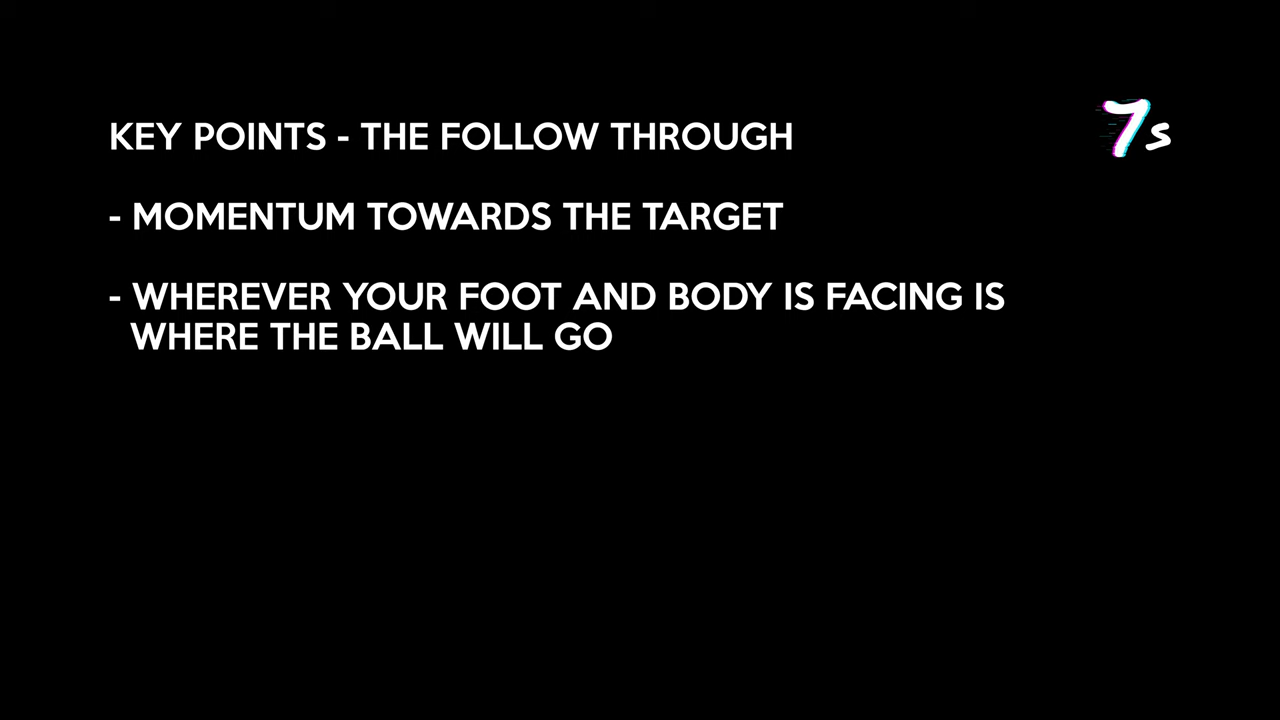 KEY POINTS - THE FOLLOW THROUGH
7s
- MOMENTUM TOWARDS THE TARGET
- WHEREVER YOUR FOOT AND BODY IS FACING IS
WHERE THE BALL WILL GO